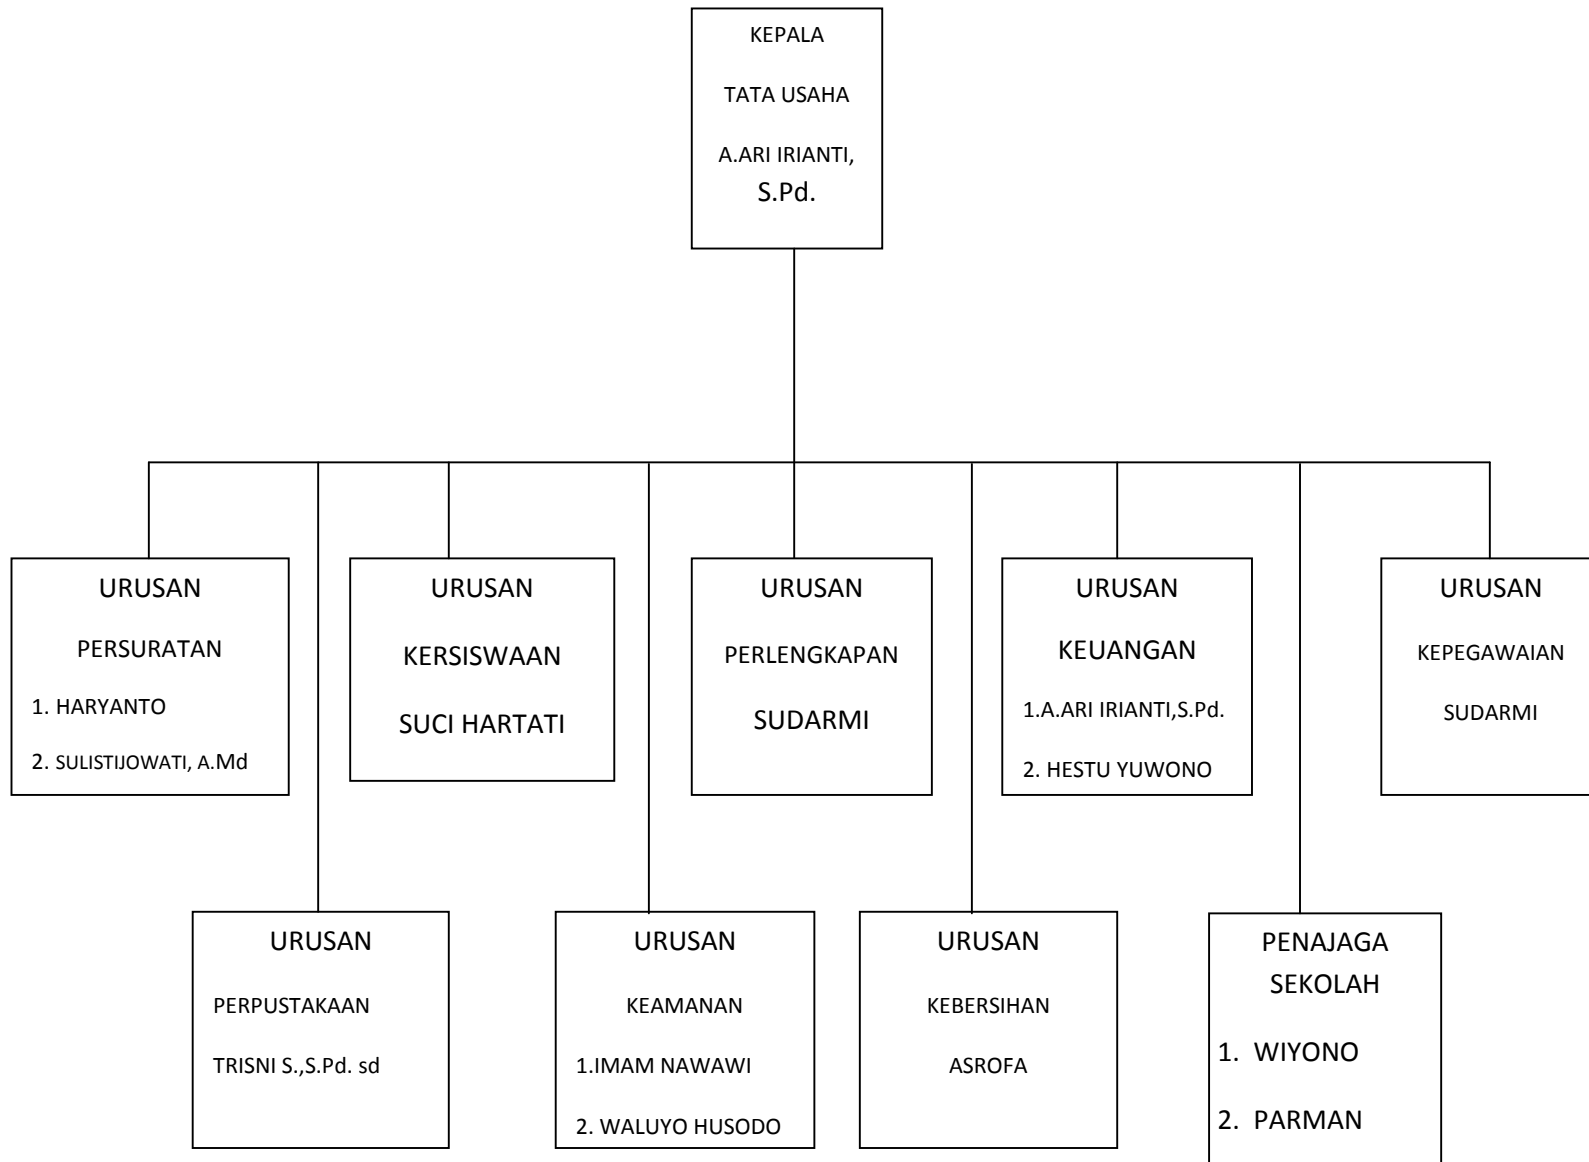 KEPALA
TATA USAHA
A.ARI IRIANTI,
S.Pd.
URUSAN
PERSURATAN
1. HARYANTO
2. SULISTIJOWATI, A.Md
URUSAN
KERSISWAAN
SUCI HARTATI
URUSAN
PERLENGKAPAN
SUDARMI
URUSAN
KEUANGAN
1.A.ARI IRIANTI,S.Pd.
2. HESTU YUWONO
URUSAN
KEPEGAWAIAN
SUDARMI
URUSAN
PERPUSTAKAAN
TRISNI S.,S.Pd. sd
URUSAN
KEAMANAN
1.IMAM NAWAWI
2. WALUYO HUSODO
URUSAN
KEBERSIHAN
ASROFA
PENAJAGA
SEKOLAH
1. WIYONO
2. PARMAN